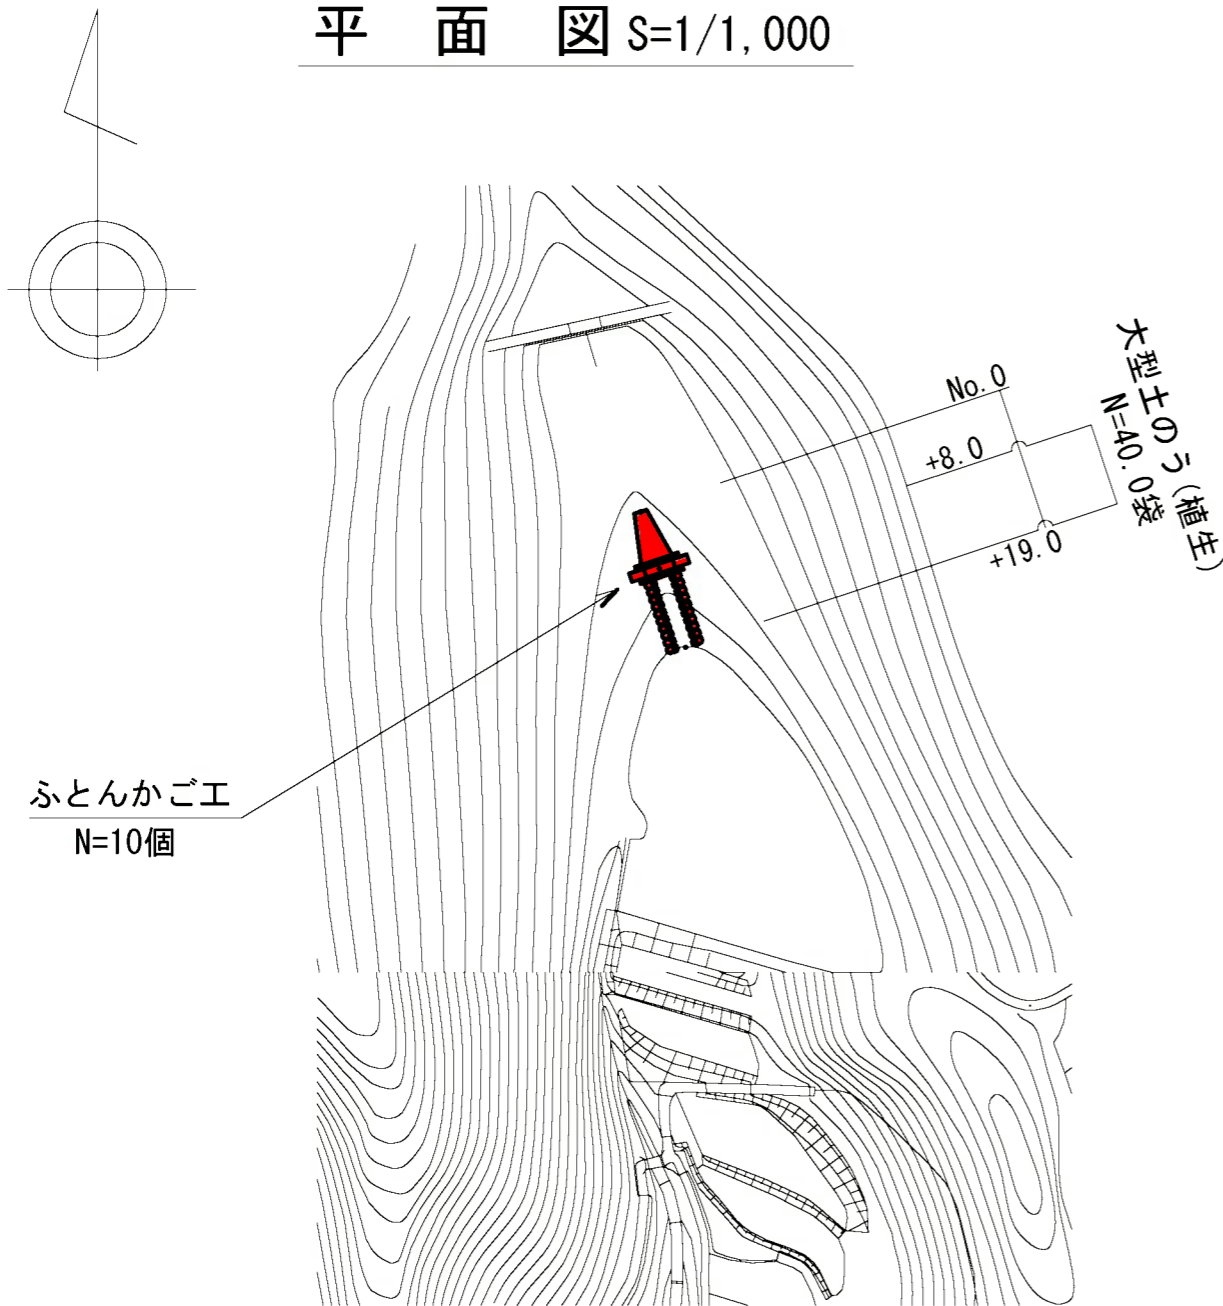 平 面 図 S=1/1,000
No.0
+8.0
+19.0
大型土のう(植生)
N=40.0袋
ふとんかご工
N=10個